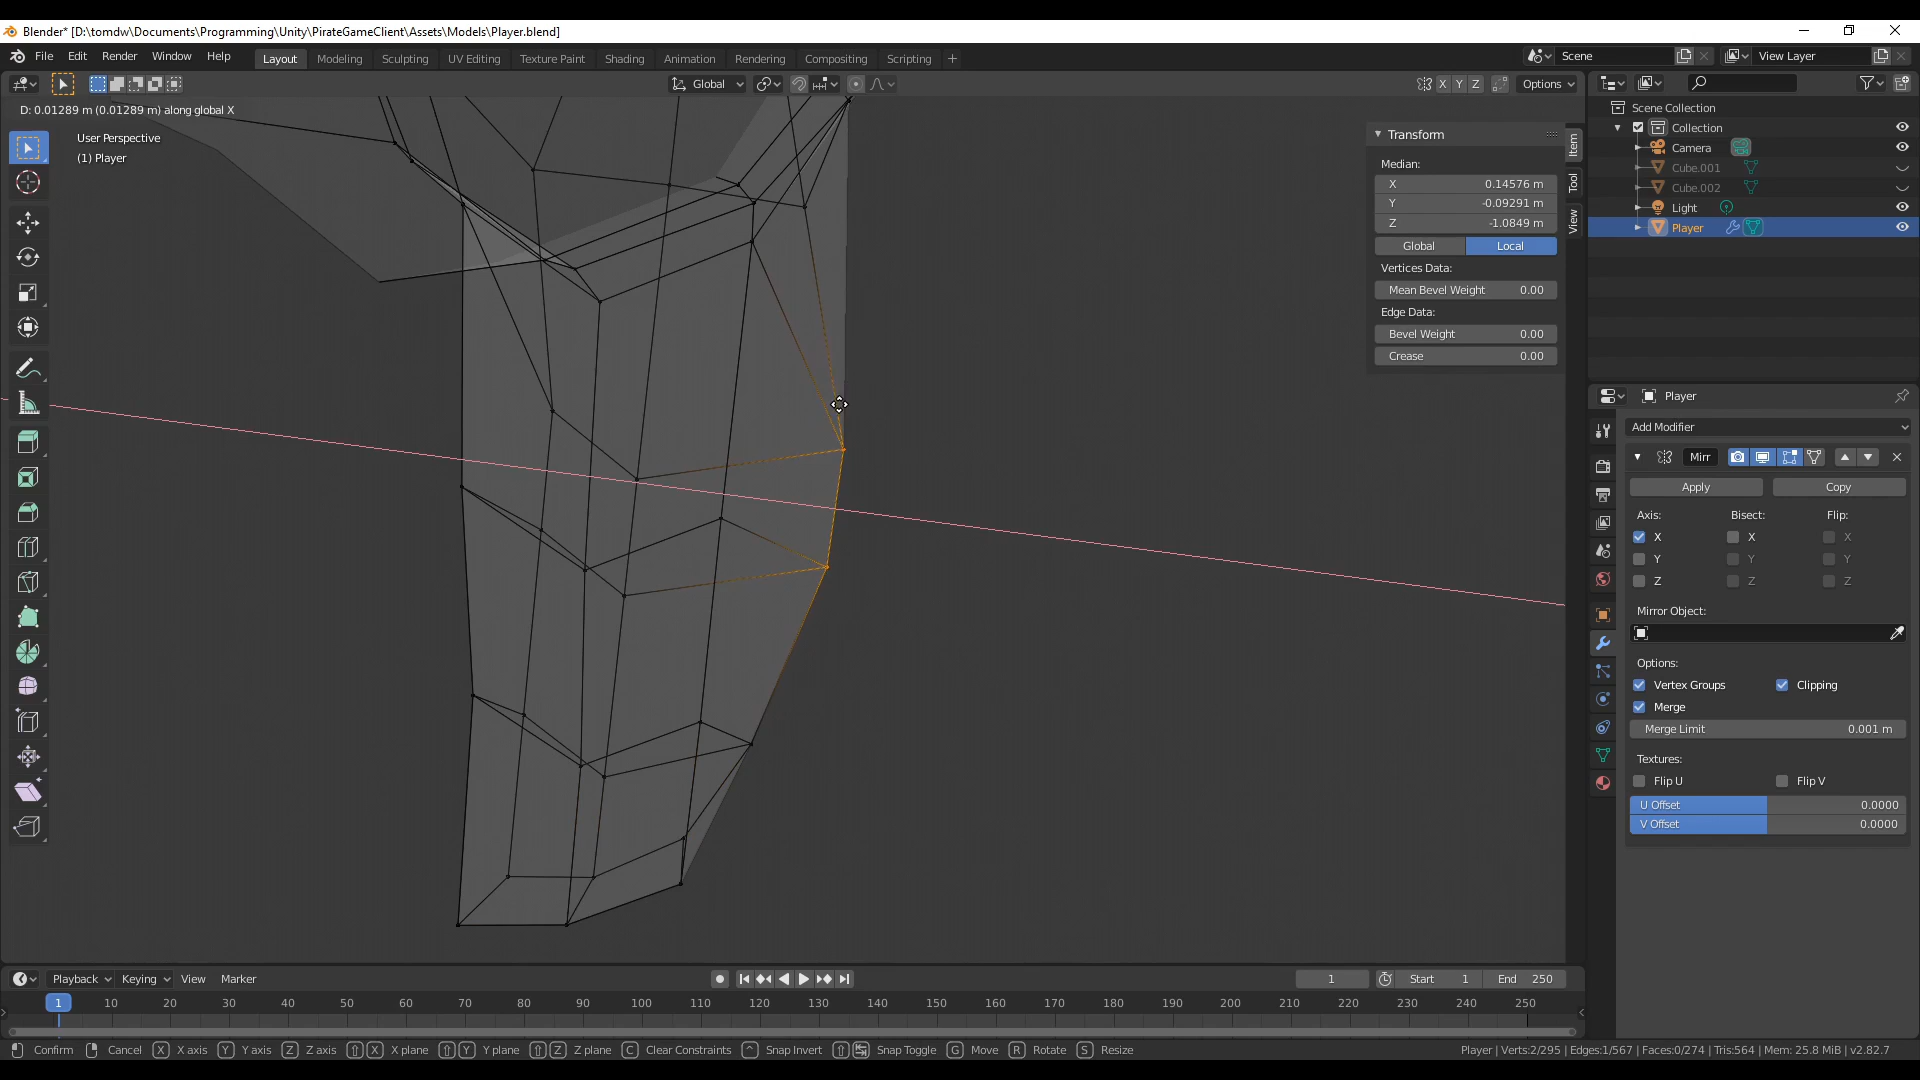 Blender* [D:\tomdw\Documents\Programming\Unity\PirateGameClient\Assets\Models\Player.blend]
File Edit Render Window Help Layout Modeling Sculpting UV Editing Texture Paint Shading Animation Rendering Compositing Scripting + Scene View Layer
Global X Y Z Options
D: 0.01289 m (0.01289 m) along global X
User Perspective
(1) Player
Transform
Median:
X 0.14576 m
Y -0.09291 m
Z -1.0849 m
Global Local
Vertices Data:
Mean Bevel Weight 0.00
Edge Data:
Bevel Weight 0.00
Crease 0.00
Item
Tool
View
Scene Collection
Collection
Camera
Cube.001
Cube.002
Light
Player
Player
Add Modifier
Mirr
Apply Copy
Axis: Bisect: Flip:
X X X
Y Y Y
Z Z Z
Mirror Object:
Options:
Vertex Groups Clipping
Merge
Merge Limit 0.001 m
Textures:
Flip U Flip V
U Offset 0.0000
V Offset 0.0000
Playback Keying View Marker 1 Start 1 End 250
1 10 20 30 40 50 60 70 80 90 100 110 120 130 140 150 160 170 180 190 200 210 220 230 240 250
Confirm Cancel X X axis Y Y axis Z Z axis X X plane Y Y plane Z Z plane C Clear Constraints ^ Snap Invert Snap Toggle G Move R Rotate S Resize Player | Verts:2/295 | Edges:1/567 | Faces:0/274 | Tris:564 | Mem: 25.8 MiB | v2.82.7